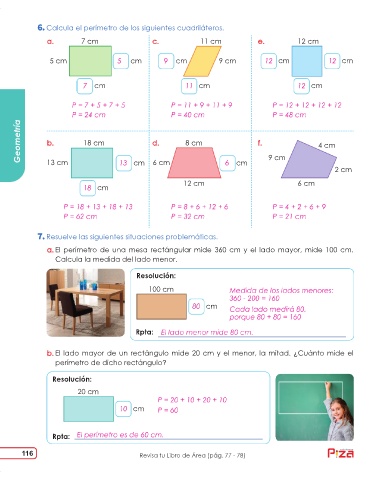 6. Calcula el perímetro de los siguientes cuadriláteros.
a. 7 cm
5 cm 5 cm
7 cm
P = 7 + 5 + 7 + 5
P = 24 cm
c. 11 cm
9 cm 9 cm
11 cm
P = 11 + 9 + 11 + 9
P = 40 cm
e. 12 cm
12 cm 12 cm
12 cm
P = 12 + 12 + 12 + 12
P = 48 cm
Geometría
b. 18 cm
13 cm 13 cm
18 cm
P = 18 + 13 + 18 + 13
P = 62 cm
d. 8 cm
6 cm 6 cm
12 cm
P = 8 + 6 + 12 + 6
P = 32 cm
f. 4 cm
9 cm
2 cm
6 cm
P = 4 + 2 + 6 + 9
P = 21 cm
7. Resuelve las siguientes situaciones problemáticas.
a. El perímetro de una mesa rectángular mide 360 cm y el lado mayor, mide 100 cm.
Calcula la medida del lado menor.
Resolución:
100 cm
80 cm
Medida de los lados menores:
360 - 200 = 160
Cada lado medirá 80,
porque 80 + 80 = 160
Rpta: El lado menor mide 80 cm.
b. El lado mayor de un rectángulo mide 20 cm y el menor, la mitad. ¿Cuánto mide el
perímetro de dicho rectángulo?
Resolución:
20 cm
10 cm
P = 20 + 10 + 20 + 10
P = 60
Rpta: El perímetro es de 60 cm.
116
Revisa tu Libro de Área (pág. 77 - 78)
Piza